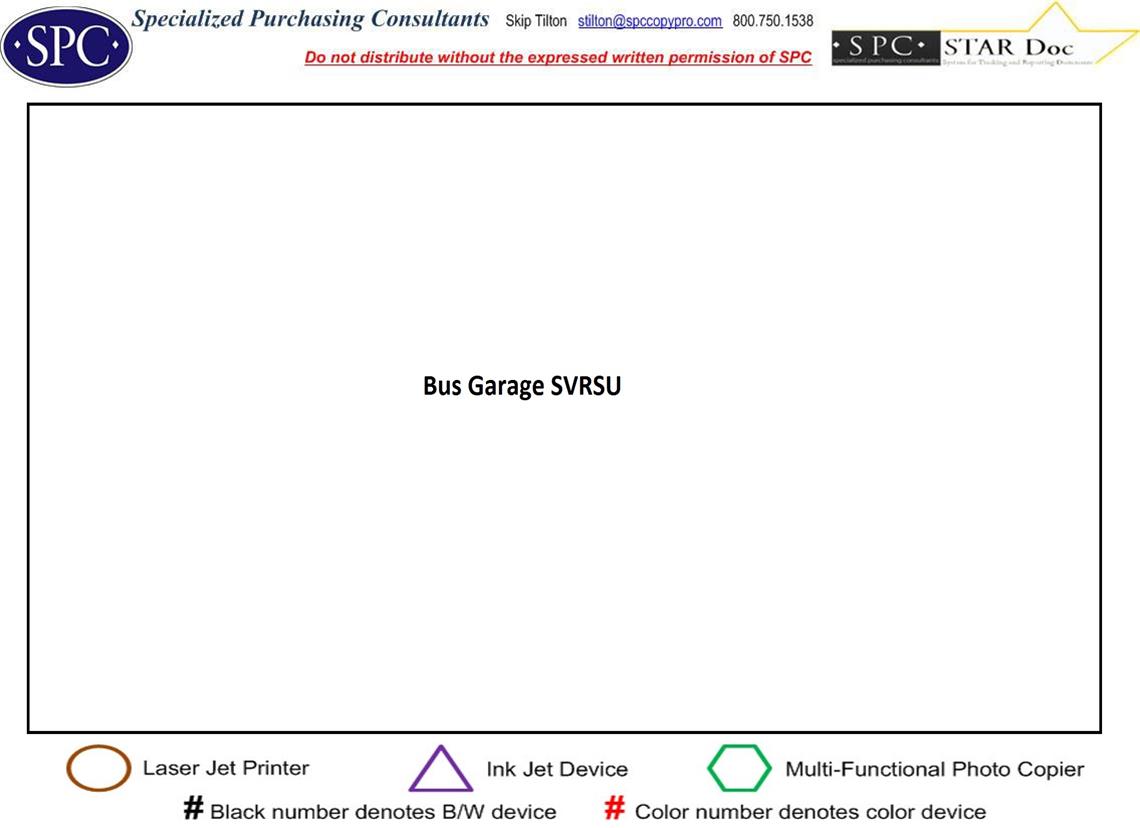 ·SPC·
Specialized Purchasing Consultants Skip Tilton stilton@spccopypro.com 800.750.1538
Do not distribute without the expressed written permission of SPC
·SPC· STAR Doc
specialized purchasing consultants System for Tracking and Reporting Documents
Bus Garage SVRSU
Laser Jet Printer Ink Jet Device Multi-Functional Photo Copier
# Black number denotes B/W device # Color number denotes color device